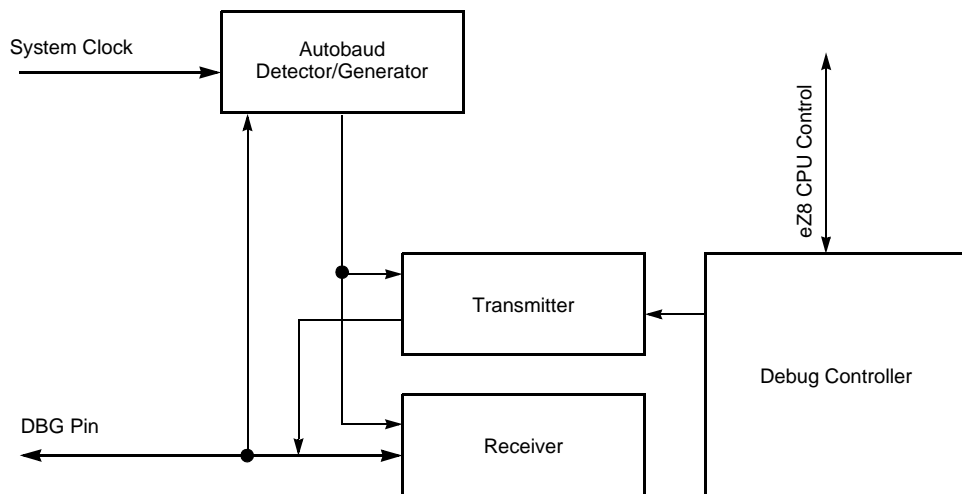 System Clock
Autobaud
Detector/Generator
eZ8 CPU Control
Transmitter
Debug Controller
DBG Pin
Receiver